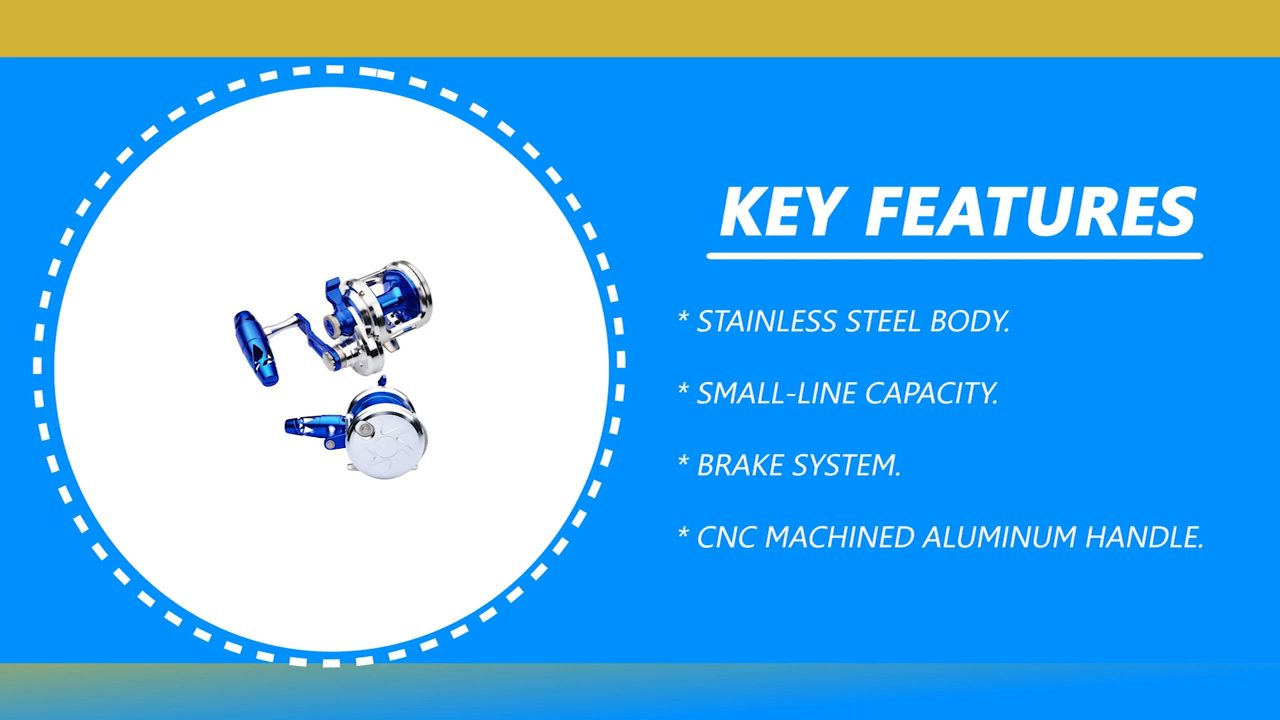 KEY FEATURES
* STAINLESS STEEL BODY.
* SMALL-LINE CAPACITY.
* BRAKE SYSTEM.
* CNC MACHINED ALUMINUM HANDLE.